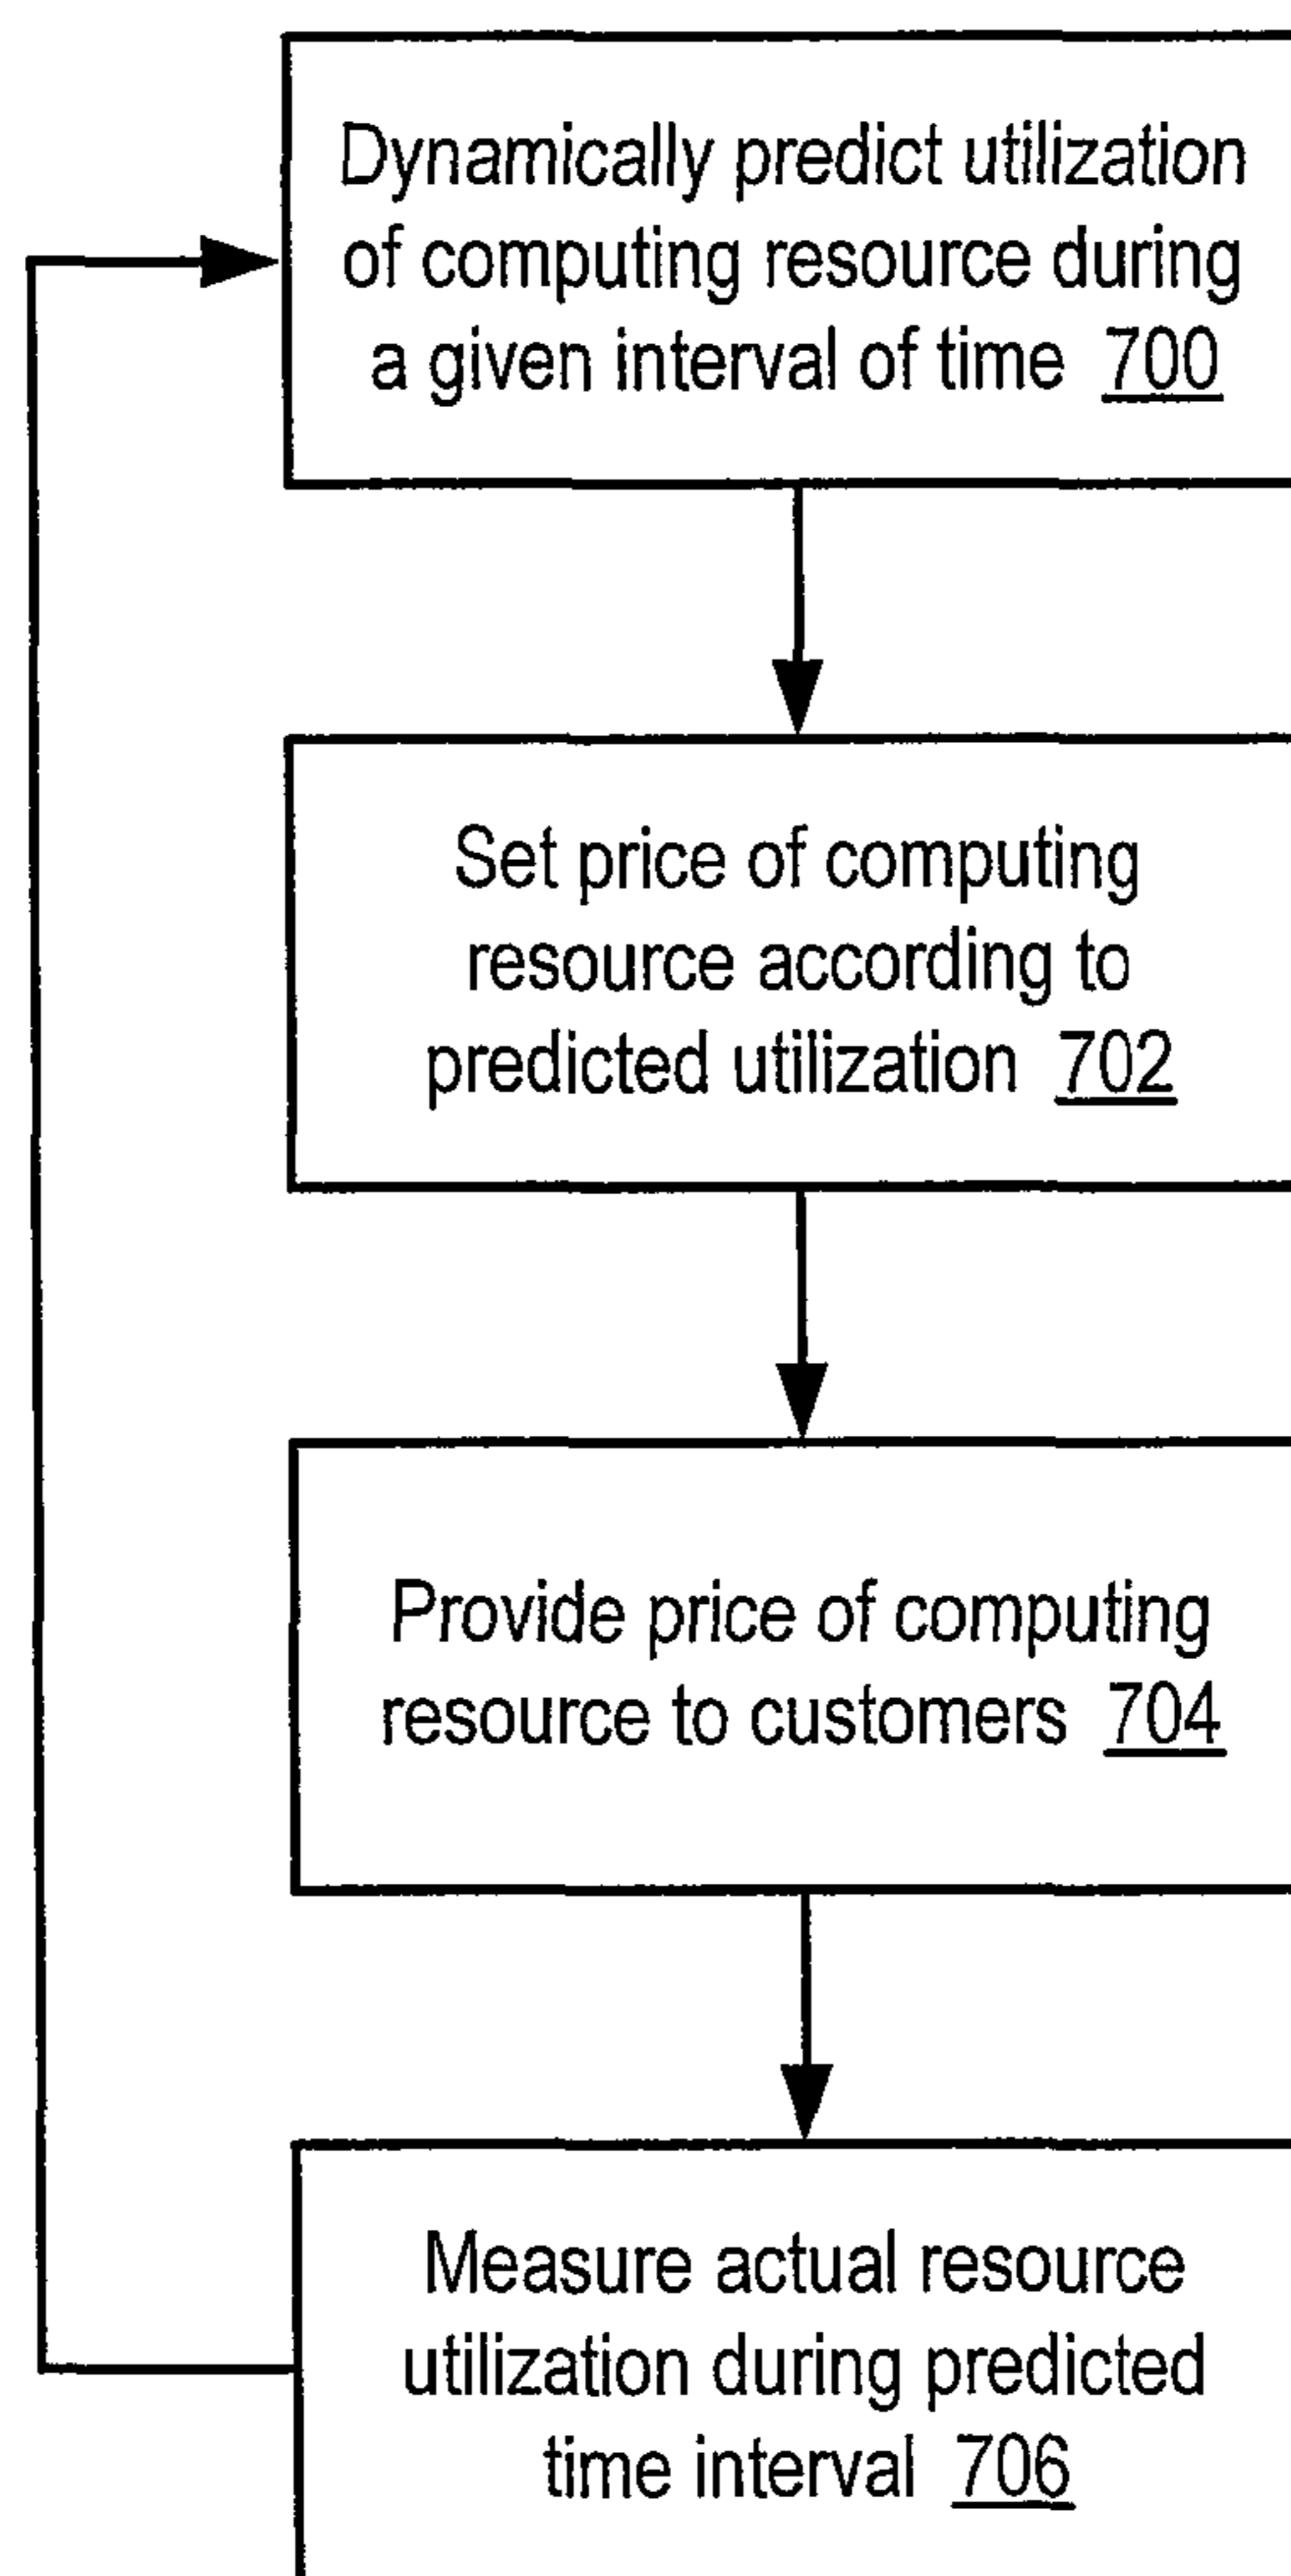 Dynamically predict utilization
of computing resource during
a given interval of time 700
Set price of computing
resource according to
predicted utilization 702
Provide price of computing
resource to customers 704
Measure actual resource
utilization during predicted
time interval 706